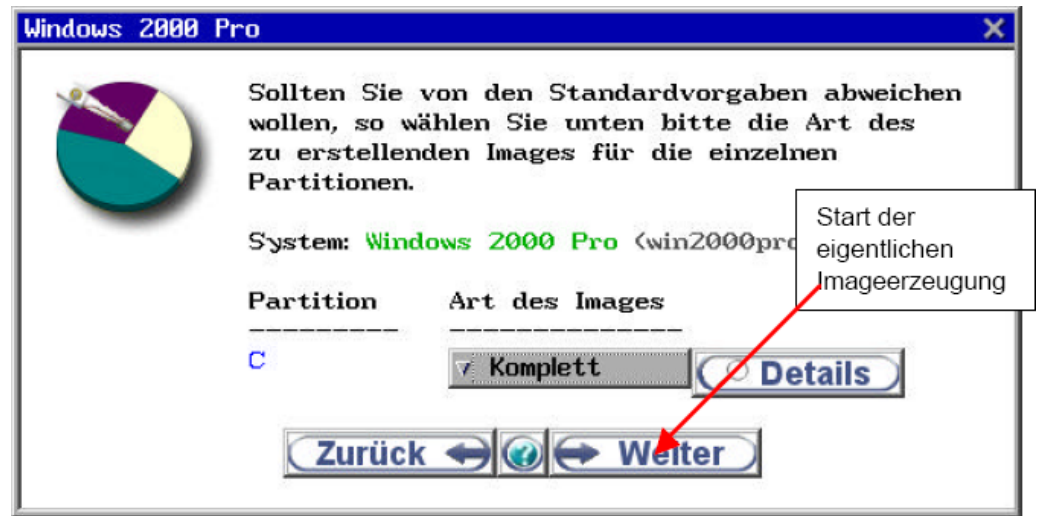 Windows 2000 Pro
Sollten Sie von den Standardvorgaben abweichen
wollen, so wählen Sie unten bitte die Art des
zu erstellenden Images für die einzelnen
Partitionen.
System: Windows 2000 Pro (win2000pro
Start der
eigentlichen
Imageerzeugung
Partition Art des Images
--------- --------------
C Komplett Details
Zurück Weiter